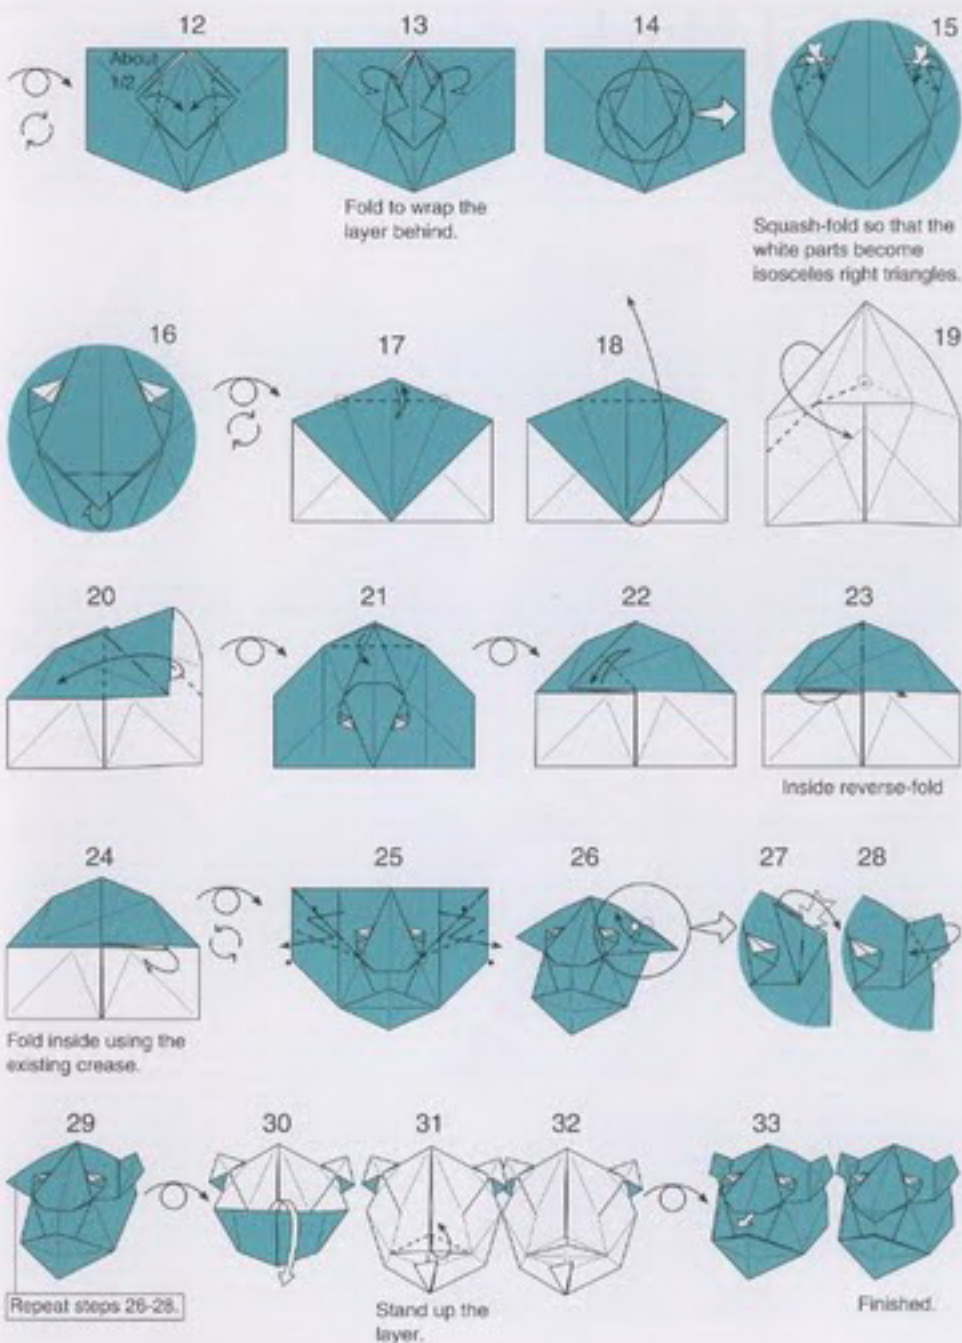 12
13
14
15
About
1/2
Fold to wrap the
layer behind.
Squash-fold so that the
white parts become
isosceles right triangles.
16
17
18
19
20
21
22
23
Inside reverse-fold
24
25
26
27
28
Fold inside using the
existing crease.
29
30
31
32
33
Repeat steps 26-28.
Stand up the
layer.
Finished.